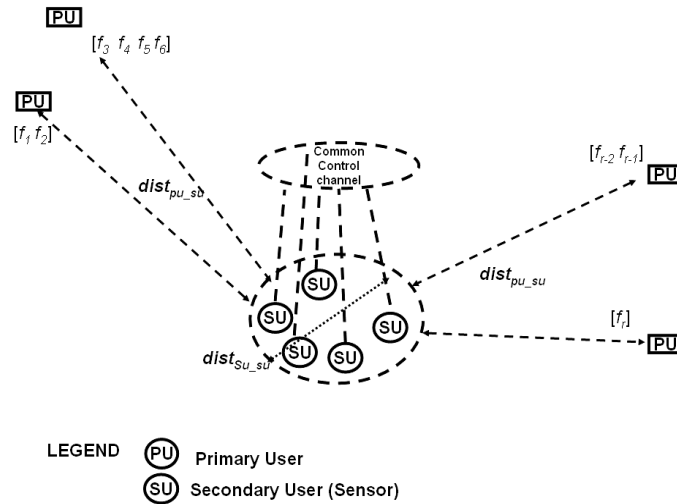 PU
[f3 f4 f5 f6]
PU
[f1 f2]
Common
Control
channel
[fr-2 fr-1]
PU
distpu_su
distpu_su
SU
SU
SU
[fr]
SU
SU
PU
distSu_su
LEGEND
PU
Primary User
SU
Secondary User (Sensor)